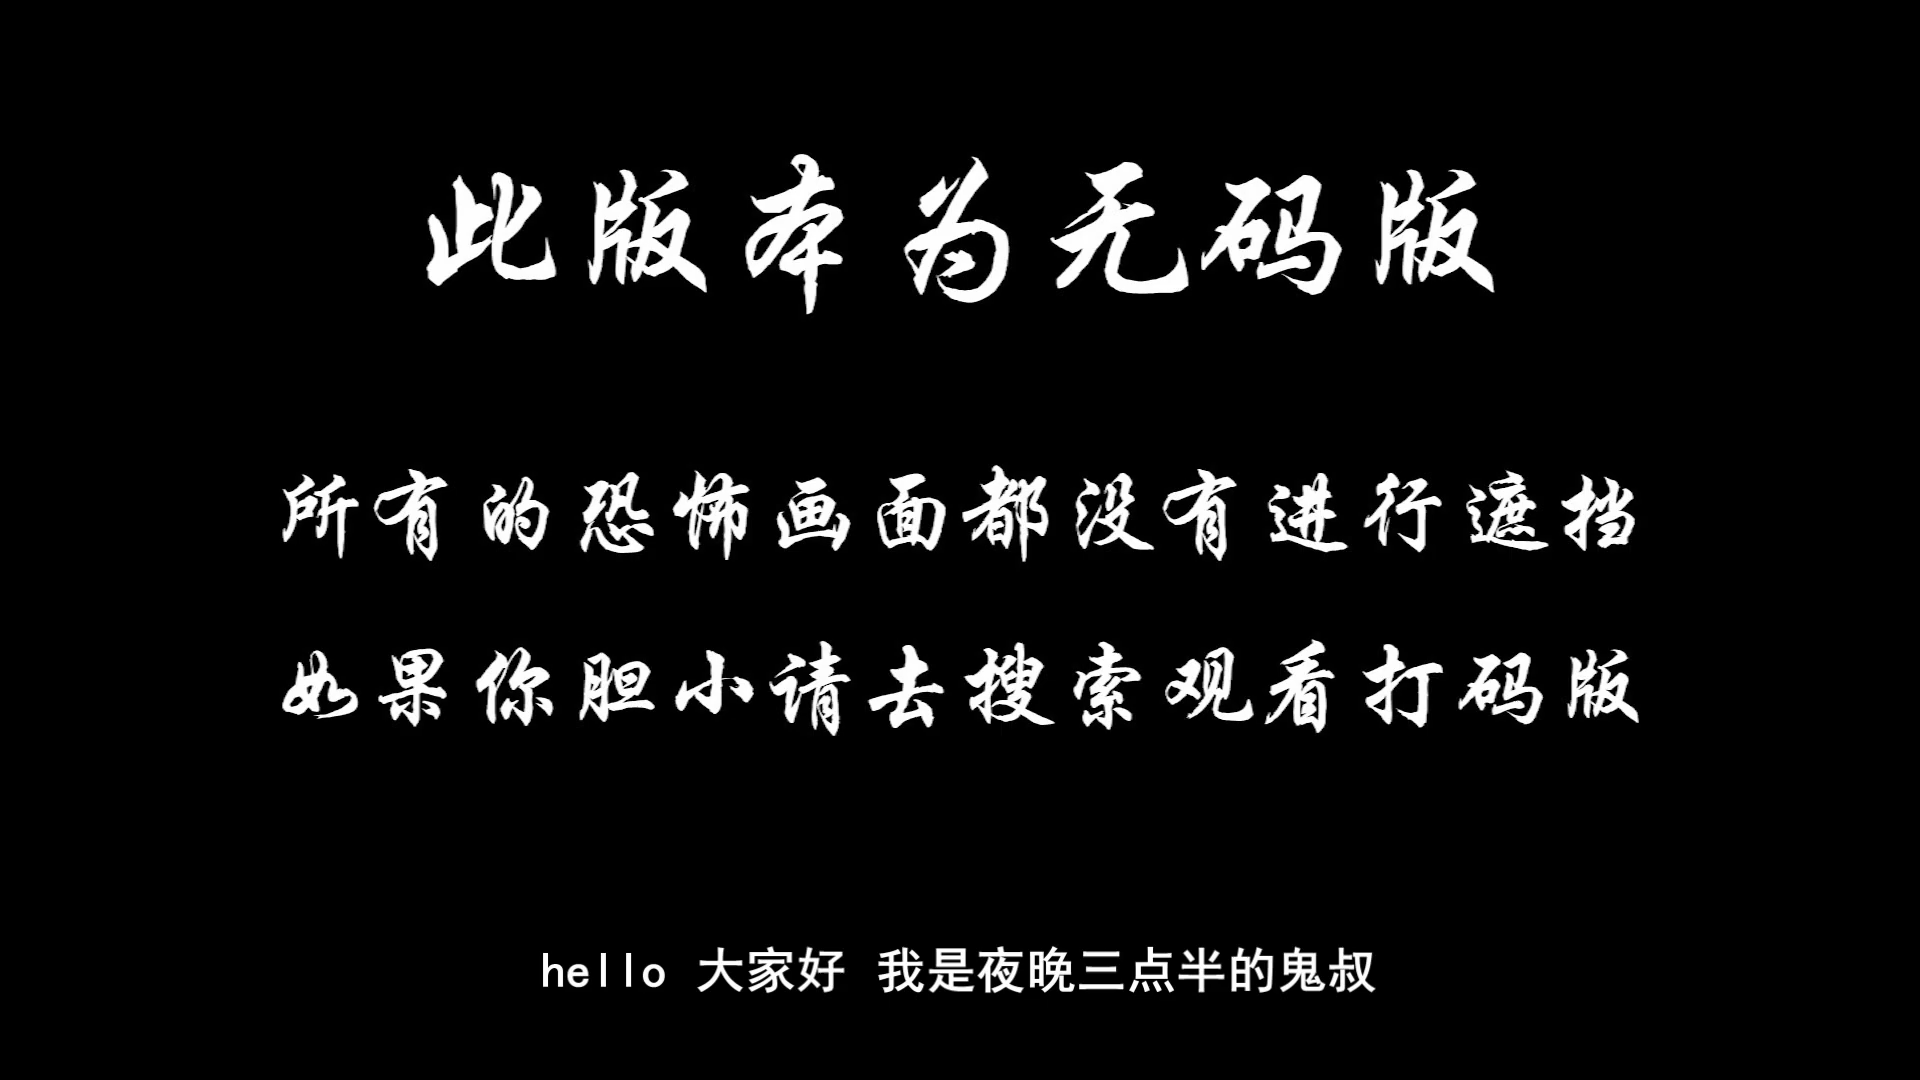 此版本为无码版
所有的恐怖画面都没有进行遮挡
如果你胆小请去搜索观看打码版
hello 大家好 我是夜晚三点半的鬼叔